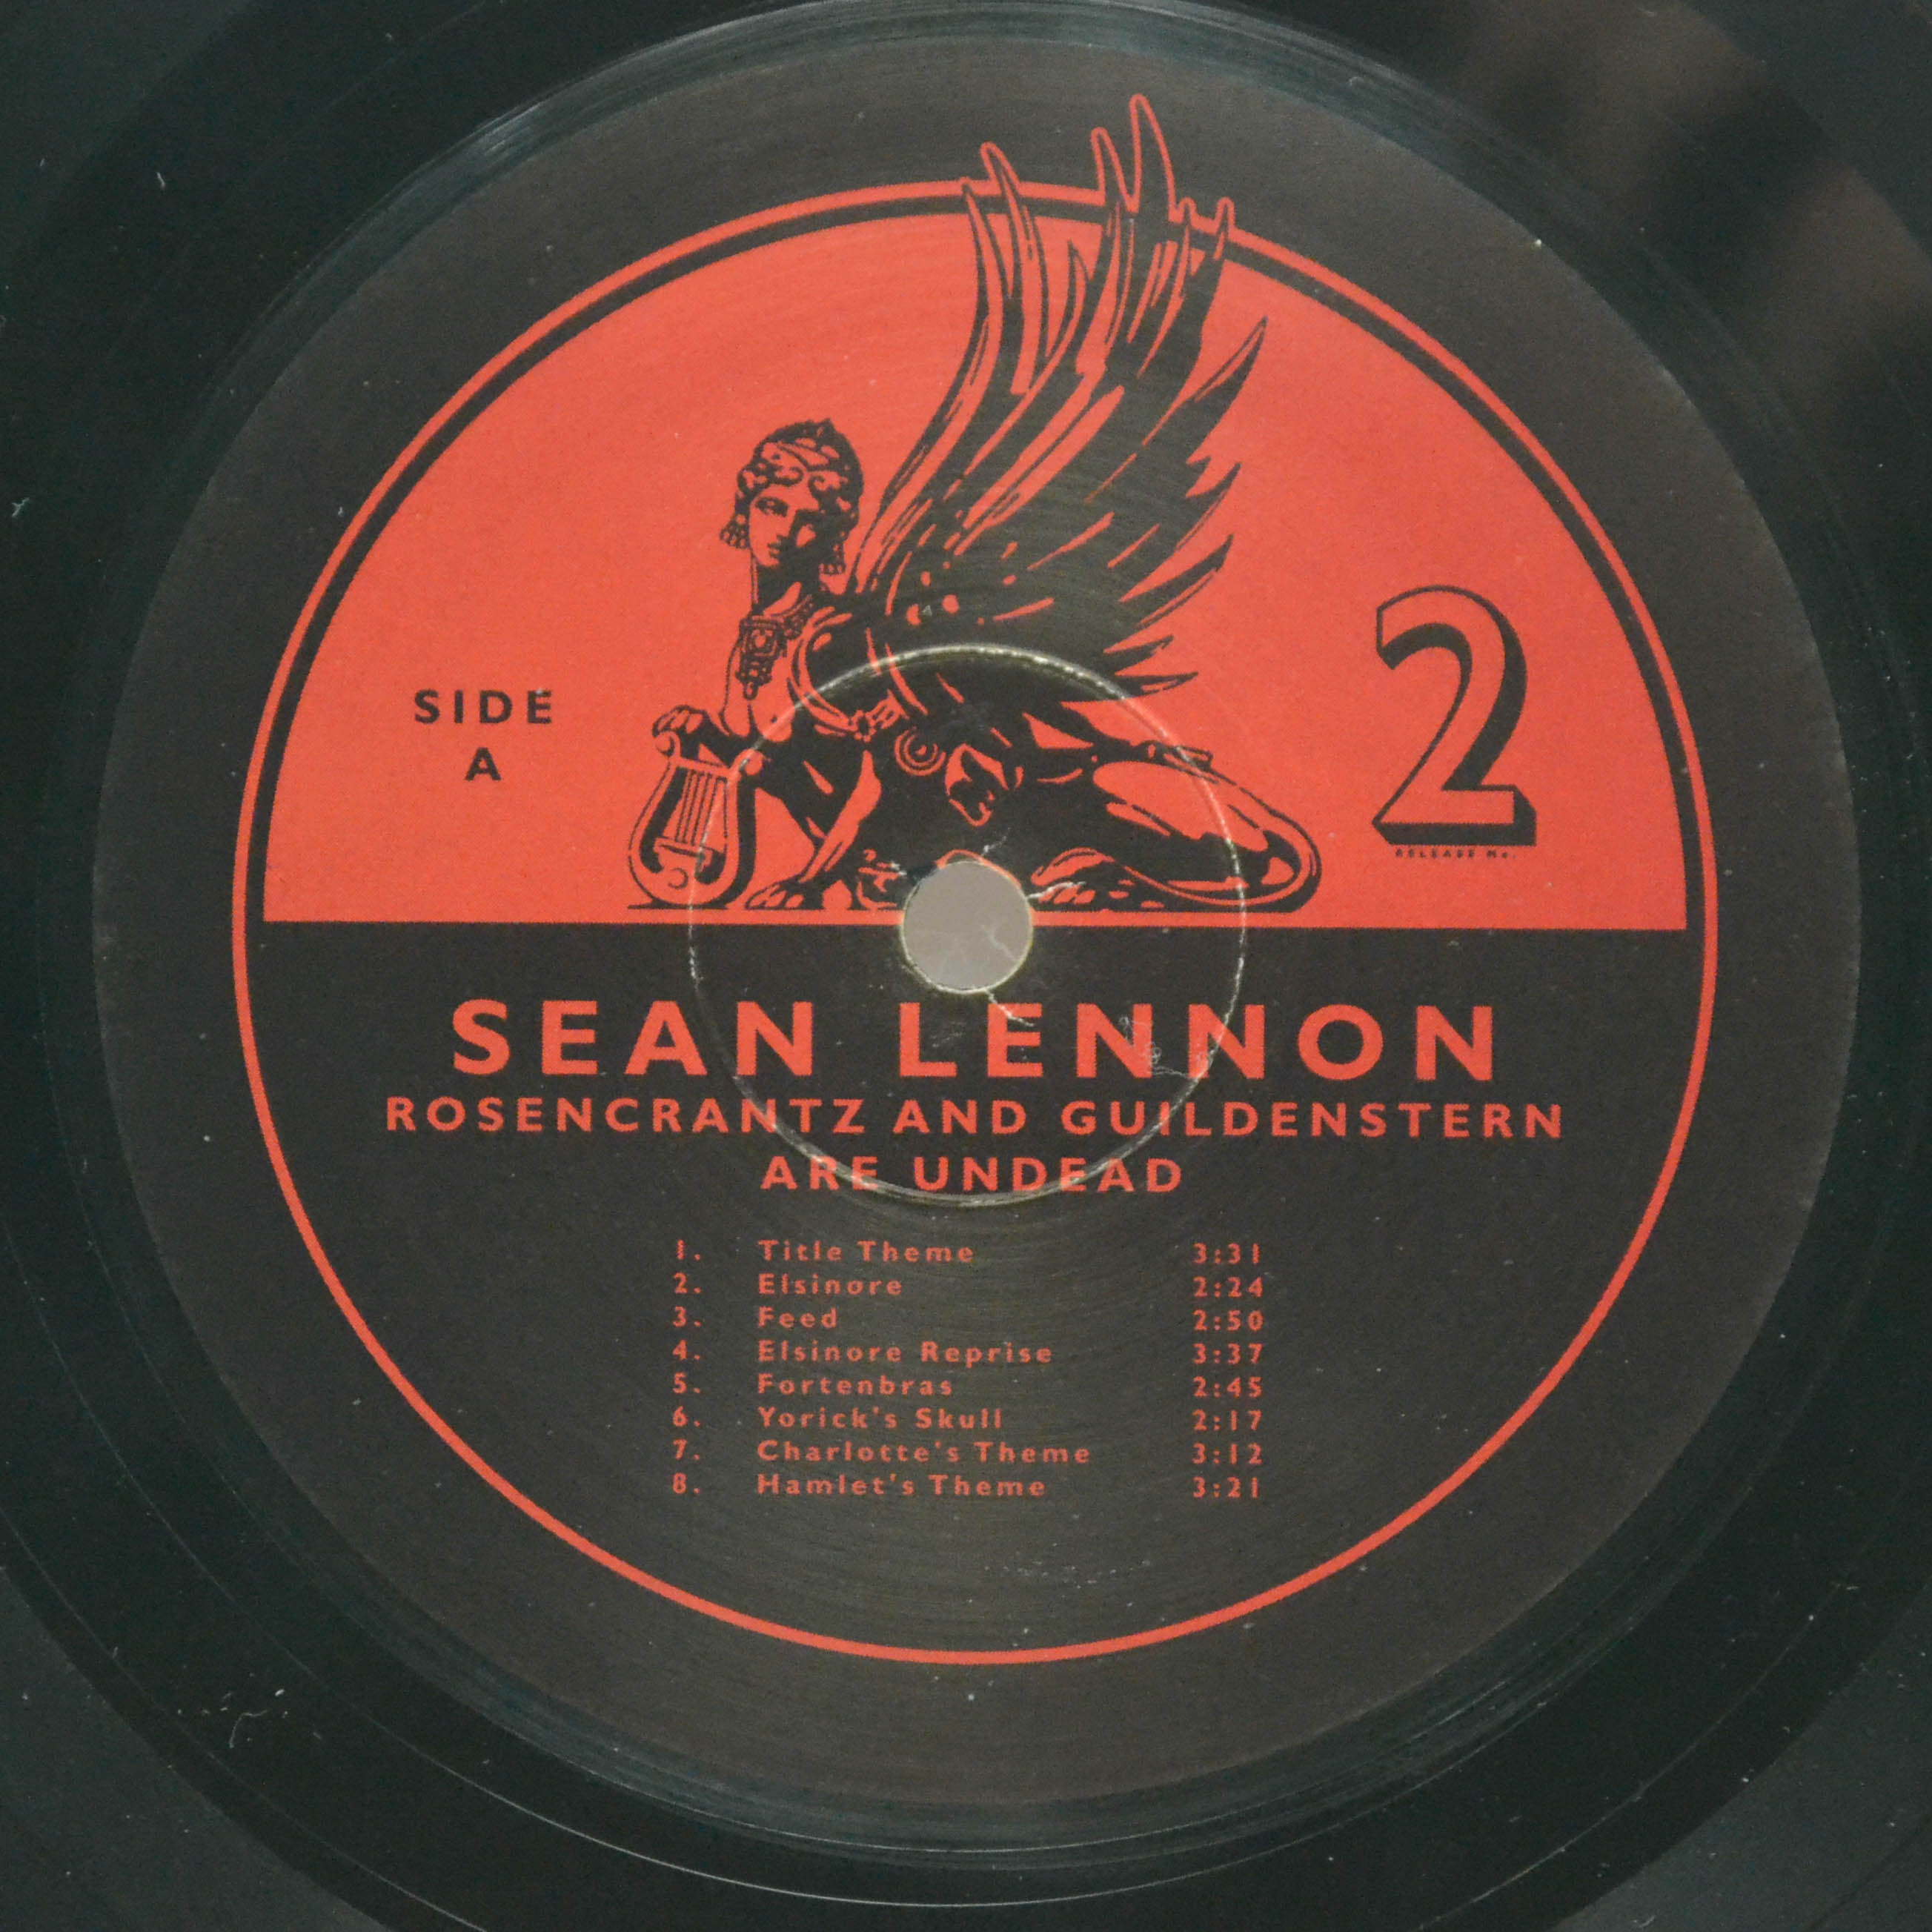 SIDE
A
2
RELEASE No.
SEAN LENNON
ROSENCRANTZ AND GUILDENSTERN
ARE UNDEAD
1. Title Theme 3:31
2. Elsinore 2:24
3. Feed 2:50
4. Elsinore Reprise 3:37
5. Fortenbras 2:45
6. Yorick's Skull 2:17
7. Charlotte's Theme 3:12
8. Hamlet's Theme 3:21